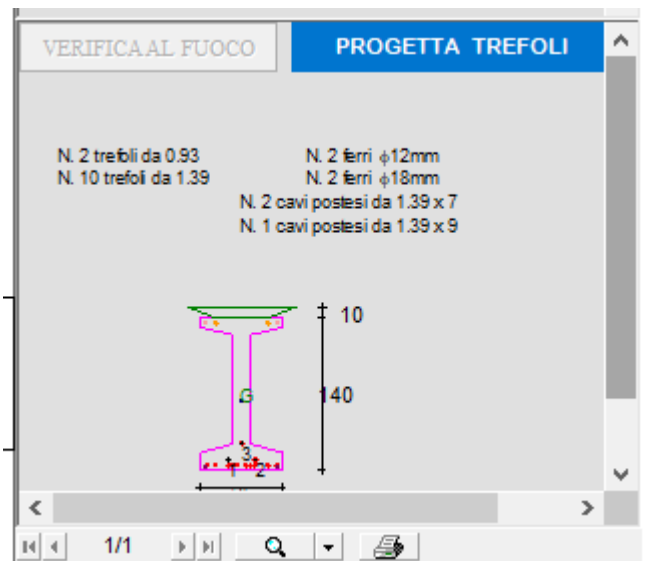 VERIFICA AL FUOCO
PROGETTA TREFOLI
N. 2 trefoli da 0.93
N. 2 ferri ϕ12mm
N. 10 trefoli da 1.39
N. 2 ferri ϕ18mm
N. 2 cavi postesi da 1.39 x 7
N. 1 cavi postesi da 1.39 x 9
10
G
140
3
1
2
1/1